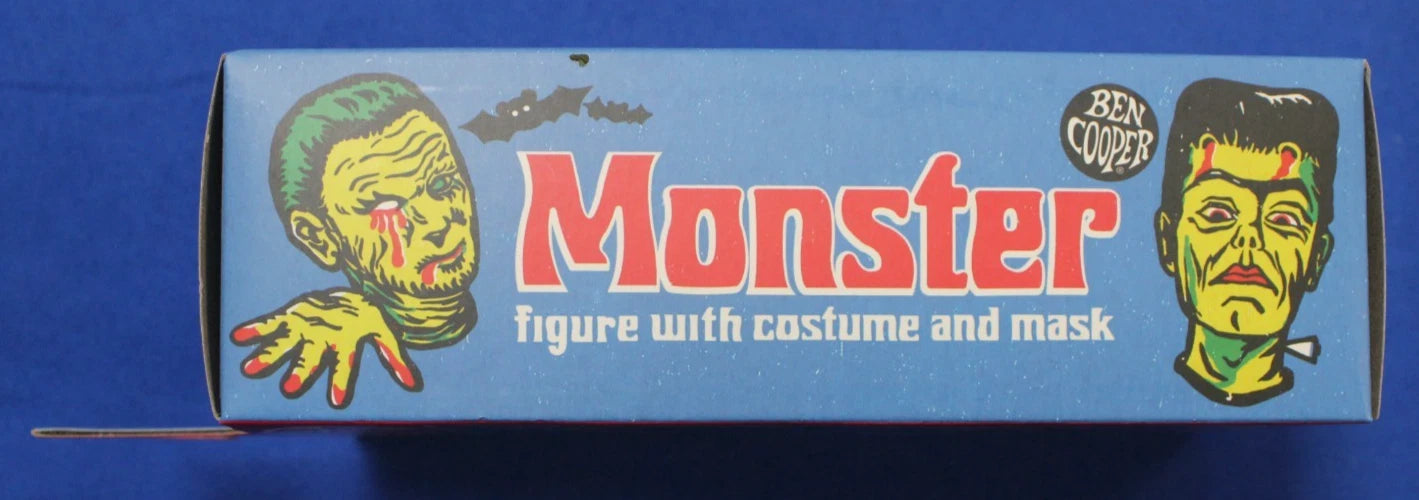 BEN
COOPER®
Monster
figure with costume and mask